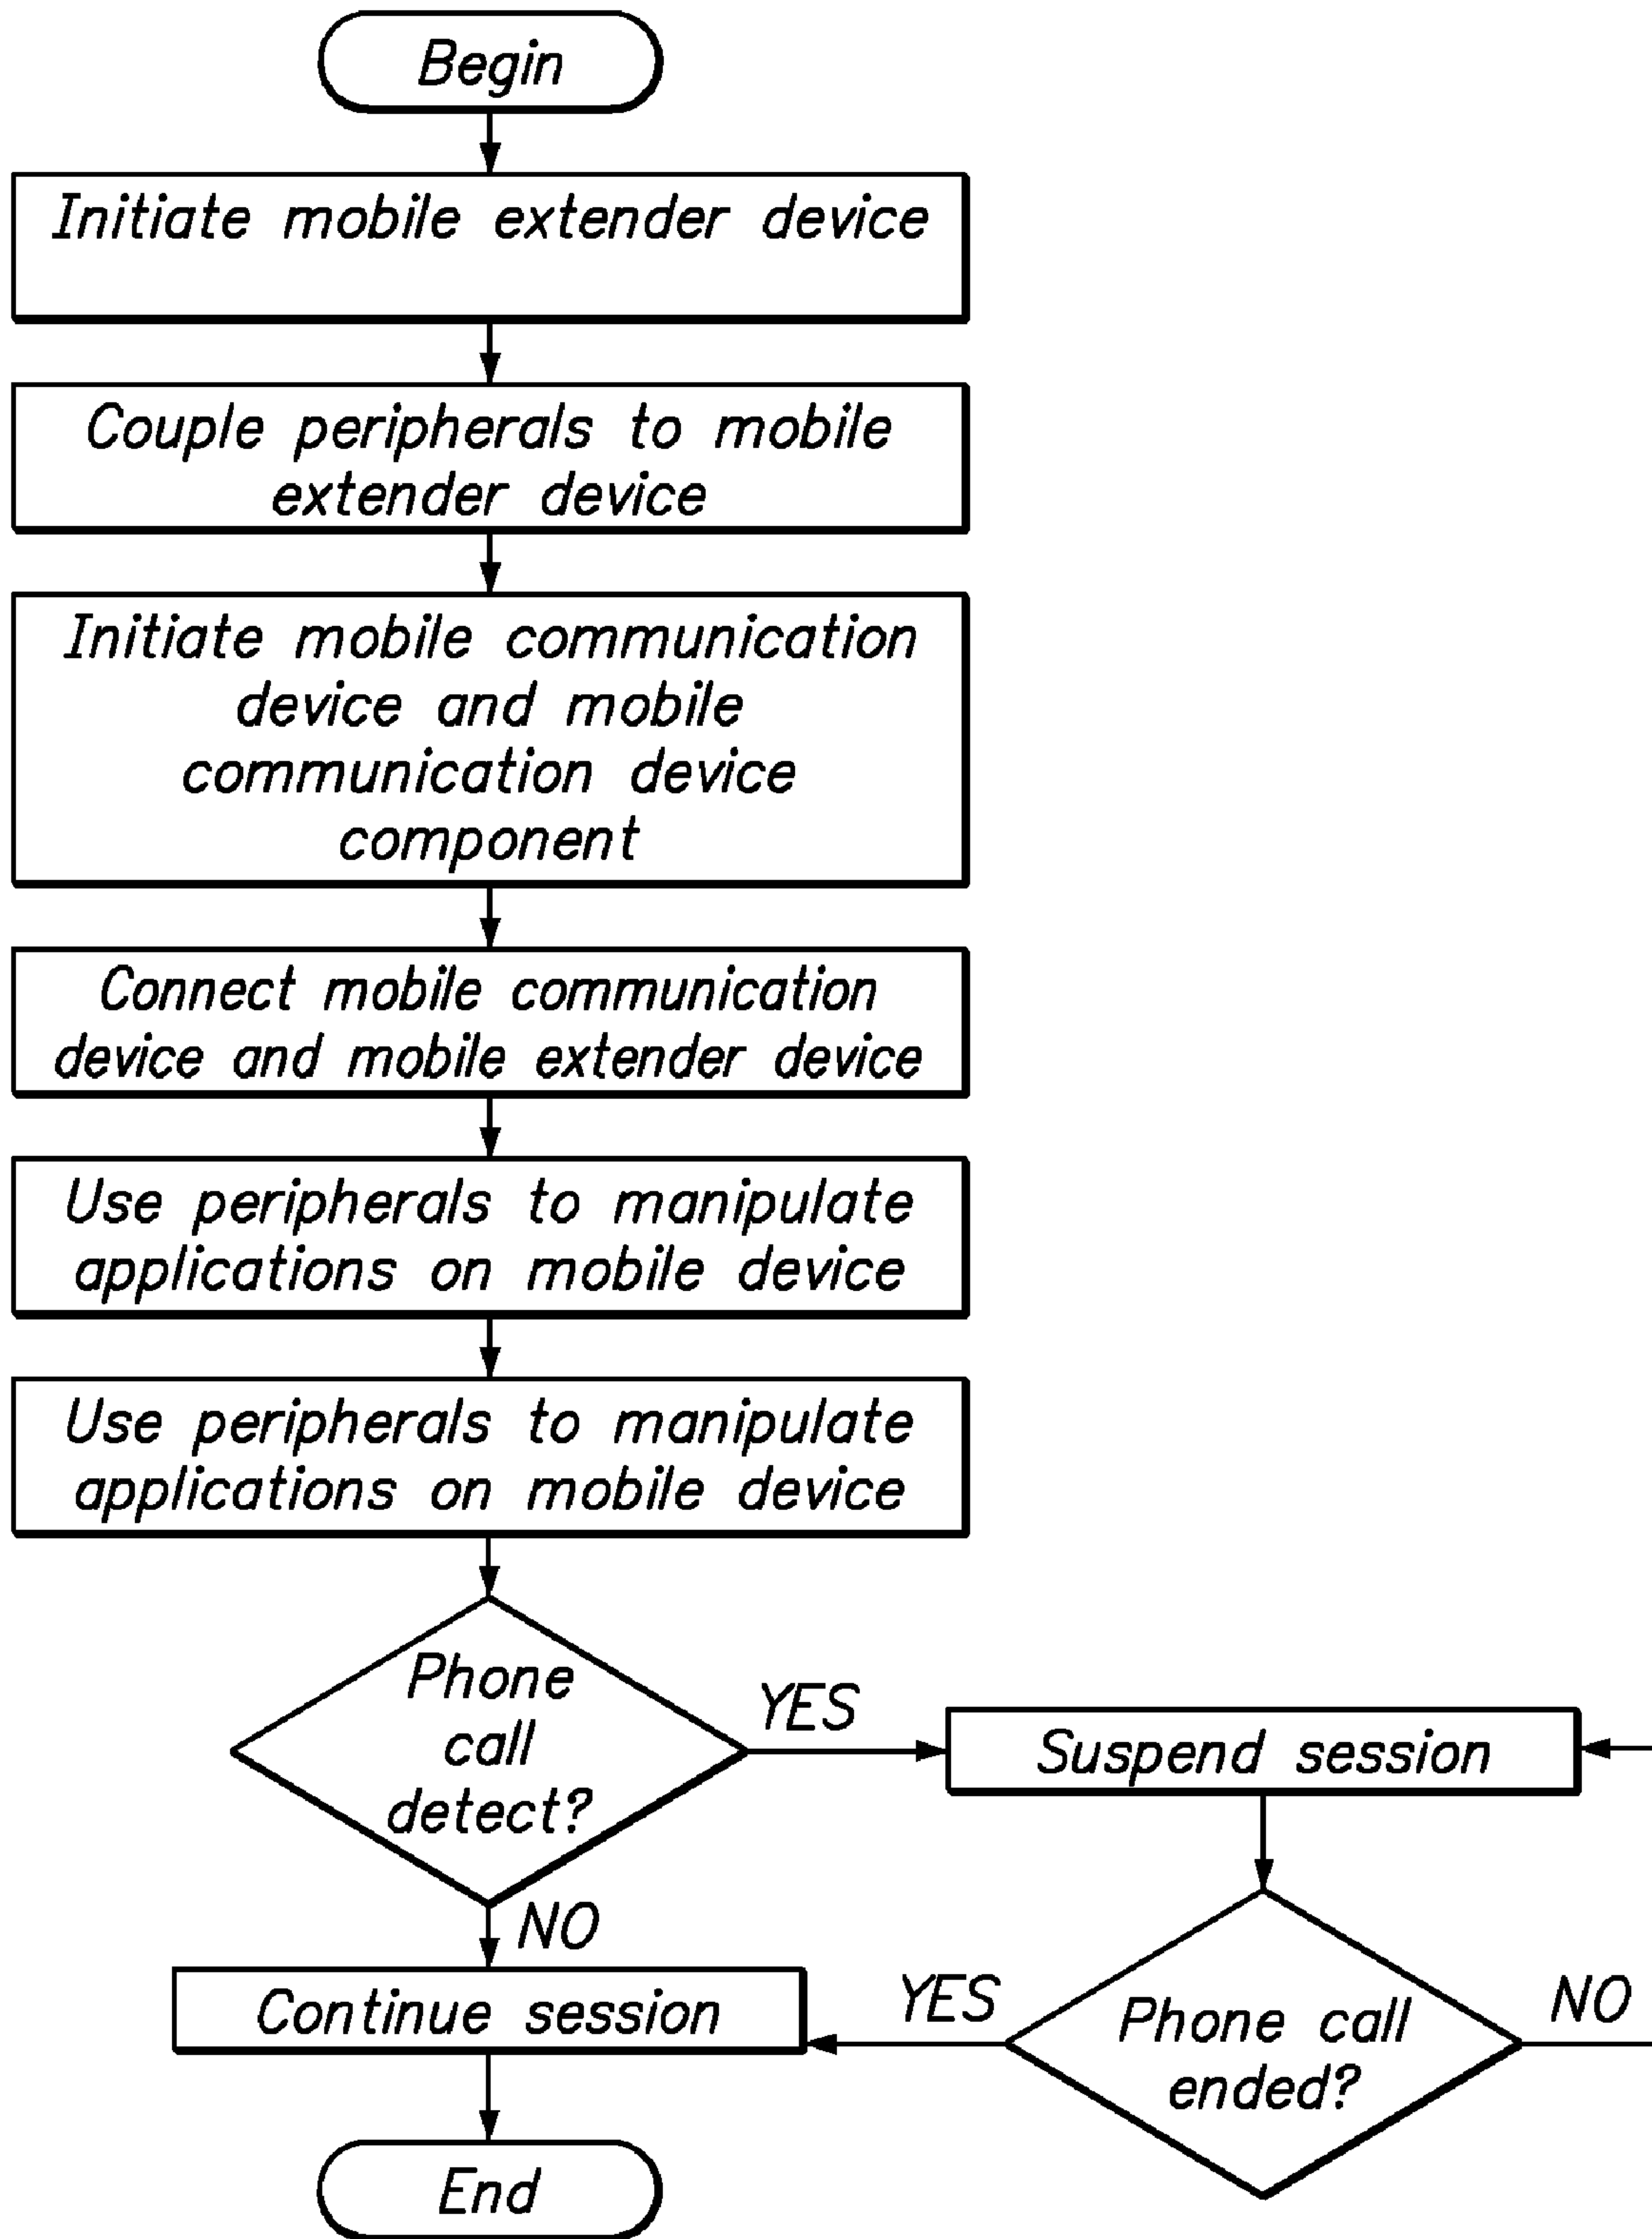 Begin
Initiate mobile extender device
Couple peripherals to mobile
extender device
Initiate mobile communication
device and mobile
communication device
component
Connect mobile communication
device and mobile extender device
Use peripherals to manipulate
applications on mobile device
Use peripherals to manipulate
applications on mobile device
Phone
call
detect?
YES
Suspend session
NO
Continue session
YES
Phone call
ended?
NO
End